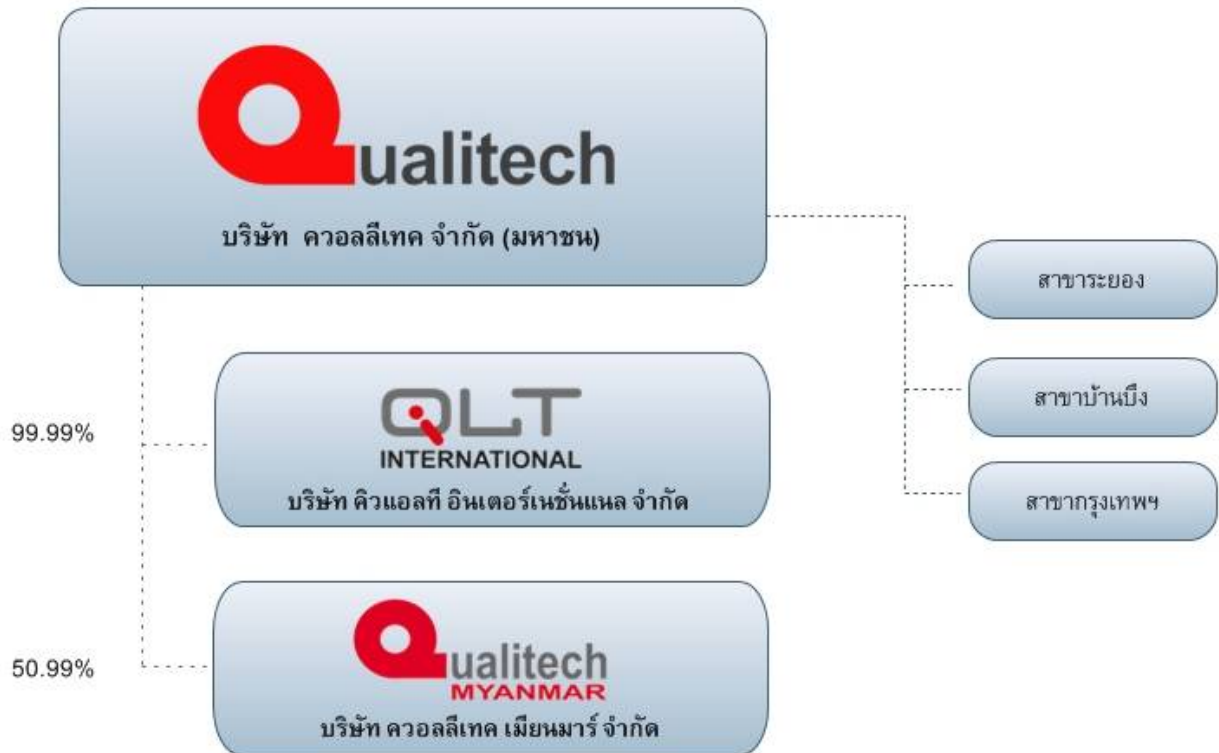 Qualitech
บริษัท ควอลลีเทค จำกัด (มหาชน)
สาขาระยอง
สาขาบ้านบึง
สาขากรุงเทพฯ
99.99%
QLT
INTERNATIONAL
บริษัท คิวแอลที อินเตอร์เนชั่นแนล จำกัด
50.99%
Qualitech
MYANMAR
บริษัท ควอลลีเทค เมียนมาร์ จำกัด